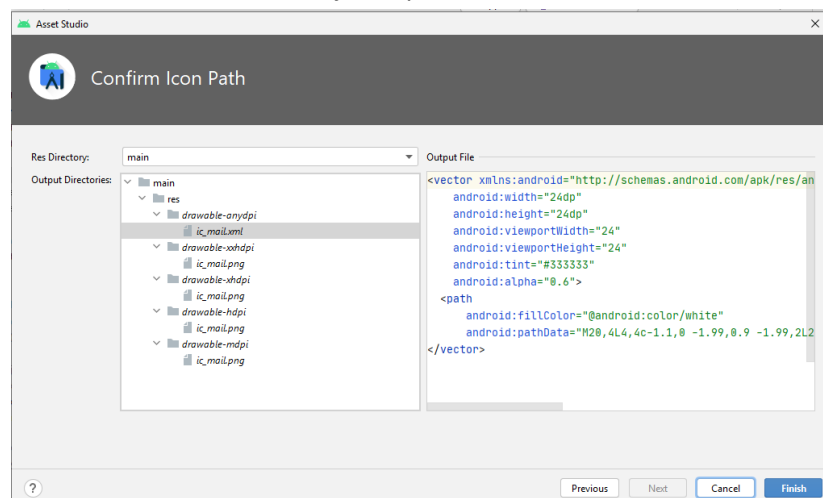 Asset Studio
Confirm Icon Path
Res Directory:
main
Output Directories:
main
res
drawable-anydpi
ic_mail.xml
drawable-xxhdpi
ic_mail.png
drawable-xhdpi
ic_mail.png
drawable-hdpi
ic_mail.png
drawable-mdpi
ic_mail.png
Output File
<vector xmlns:android="http://schemas.android.com/apk/res/an
android:width="24dp"
android:height="24dp"
android:viewportWidth="24"
android:viewportHeight="24"
android:tint="#333333"
android:alpha="0.6">
<path
android:fillColor="@android:color/white"
android:pathData="M20,4L4,4c-1.1,0 -1.99,0.9 -1.99,2L2
</vector>
?
Previous
Next
Cancel
Finish